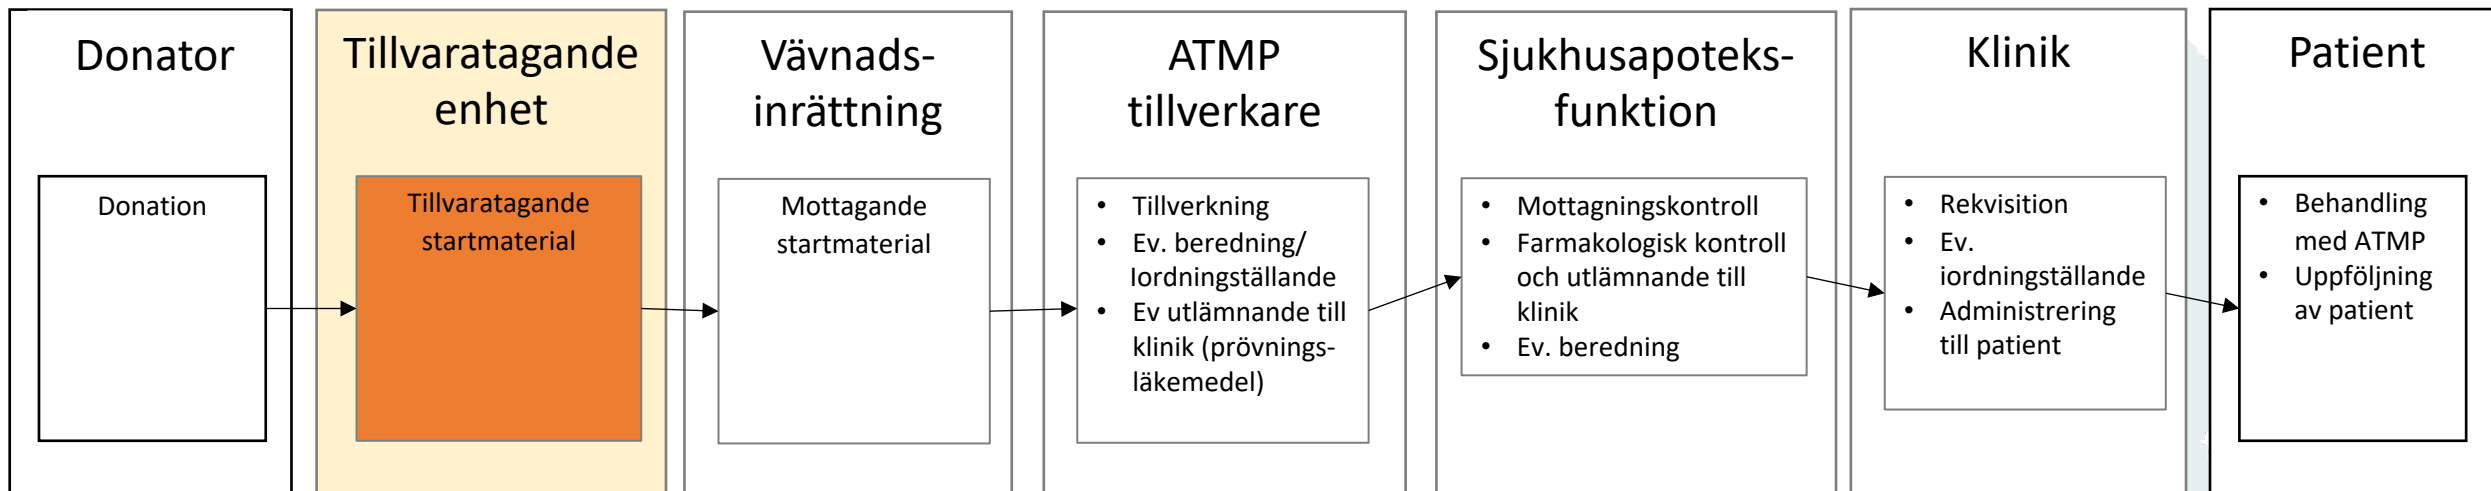 Donator
Donation
Tillvaratagande
enhet
Tillvaratagande
startmaterial
Vävnads-
inrättning
Mottagande
startmaterial
ATMP
tillverkare
• Tillverkning
• Ev. beredning/
Iordningställande
• Ev utlämnande till
klinik (prövnings-
läkemedel)
Sjukhusapoteks-
funktion
• Mottagningskontroll
• Farmakologisk kontroll
och utlämnande till
klinik
• Ev. beredning
Klinik
• Rekvisition
• Ev.
iordningställande
• Administrering
till patient
Patient
• Behandling
med ATMP
• Uppföljning
av patient